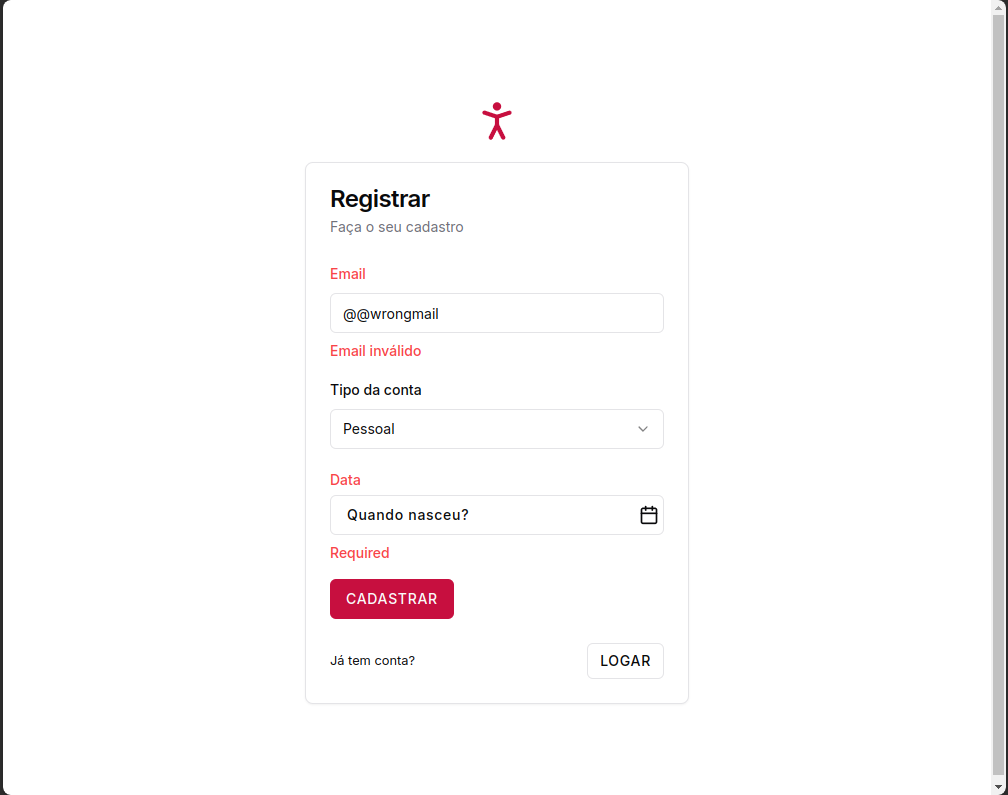 Registrar
Faça o seu cadastro
Email
@@wrongmail
Email inválido
Tipo da conta
Pessoal
Data
Quando nasceu?
Required
CADASTRAR
Já tem conta?
LOGAR